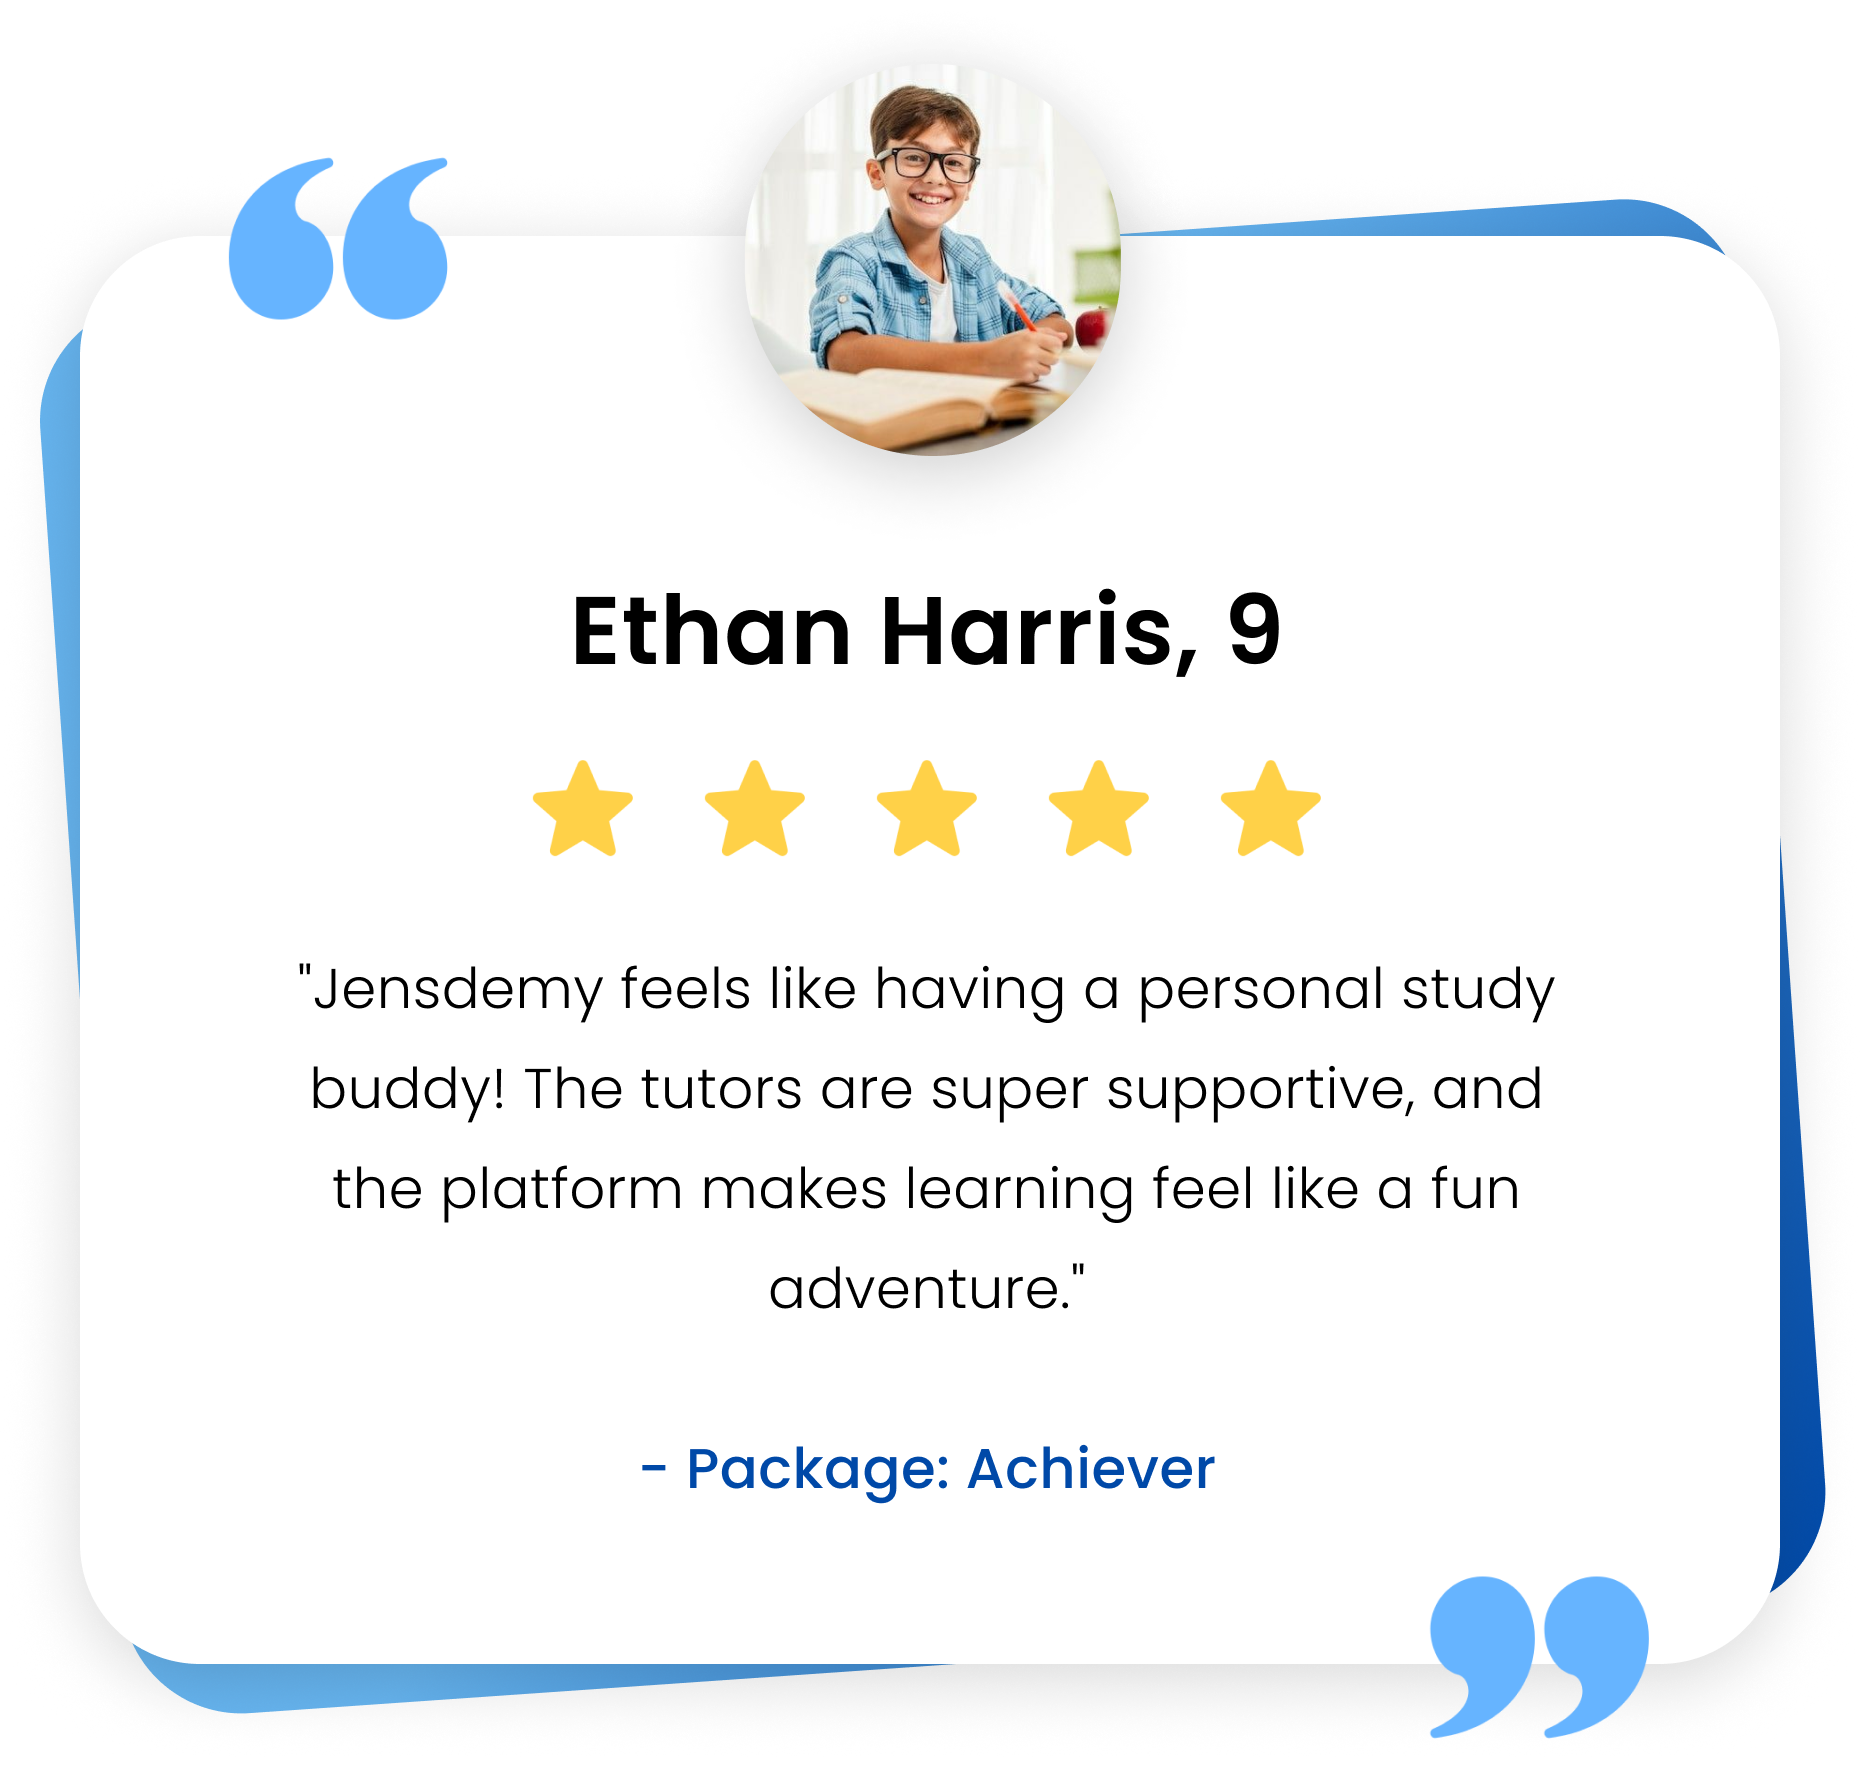 Ethan Harris, 9
"Jensdemy feels like having a personal study
buddy! The tutors are super supportive, and
the platform makes learning feel like a fun
adventure."
- Package: Achiever